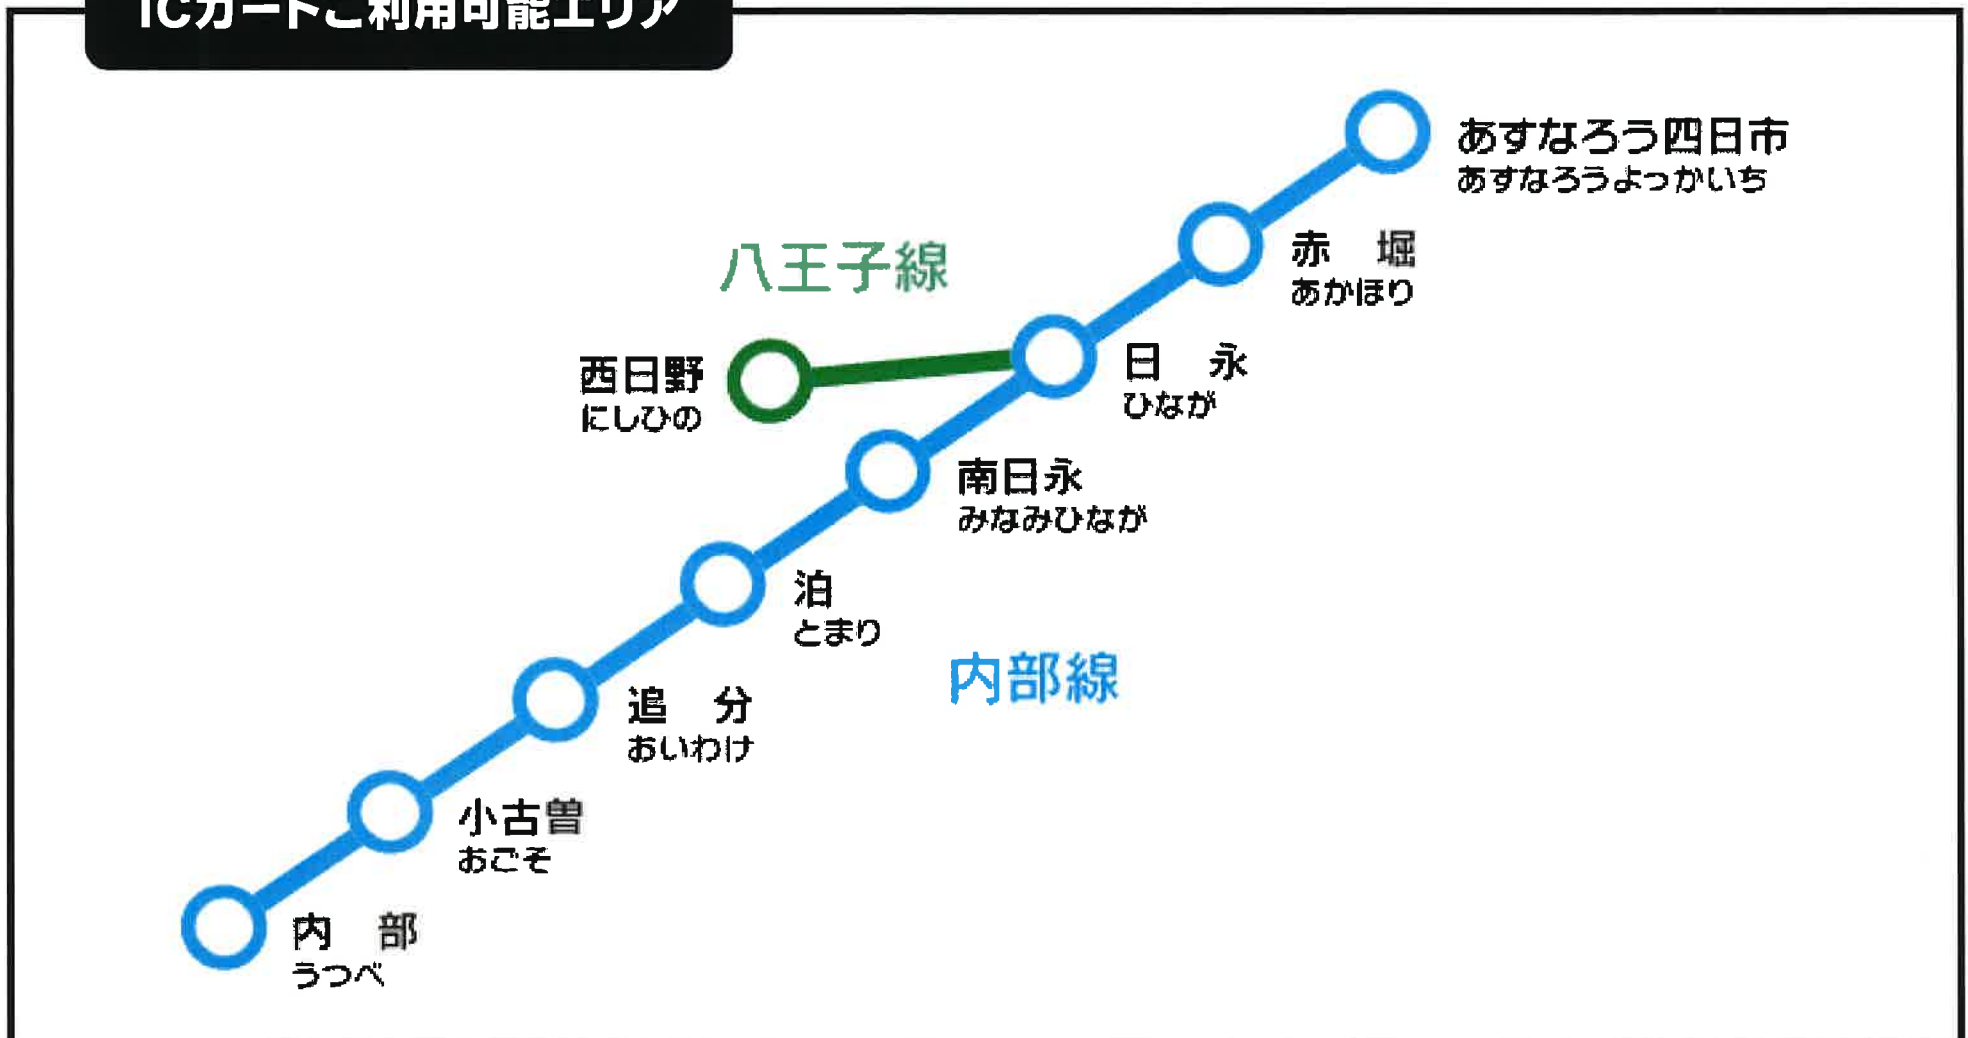 ICカードご利用可能エリア
あすなろう四日市
あすなろうよっかいち
赤　堀
あかほり
八王子線
日　永
ひなが
西日野
にしひの
南日永
みなみひなが
泊
とまり
内部線
追　分
おいわけ
小古曽
おごそ
内　部
うつべ